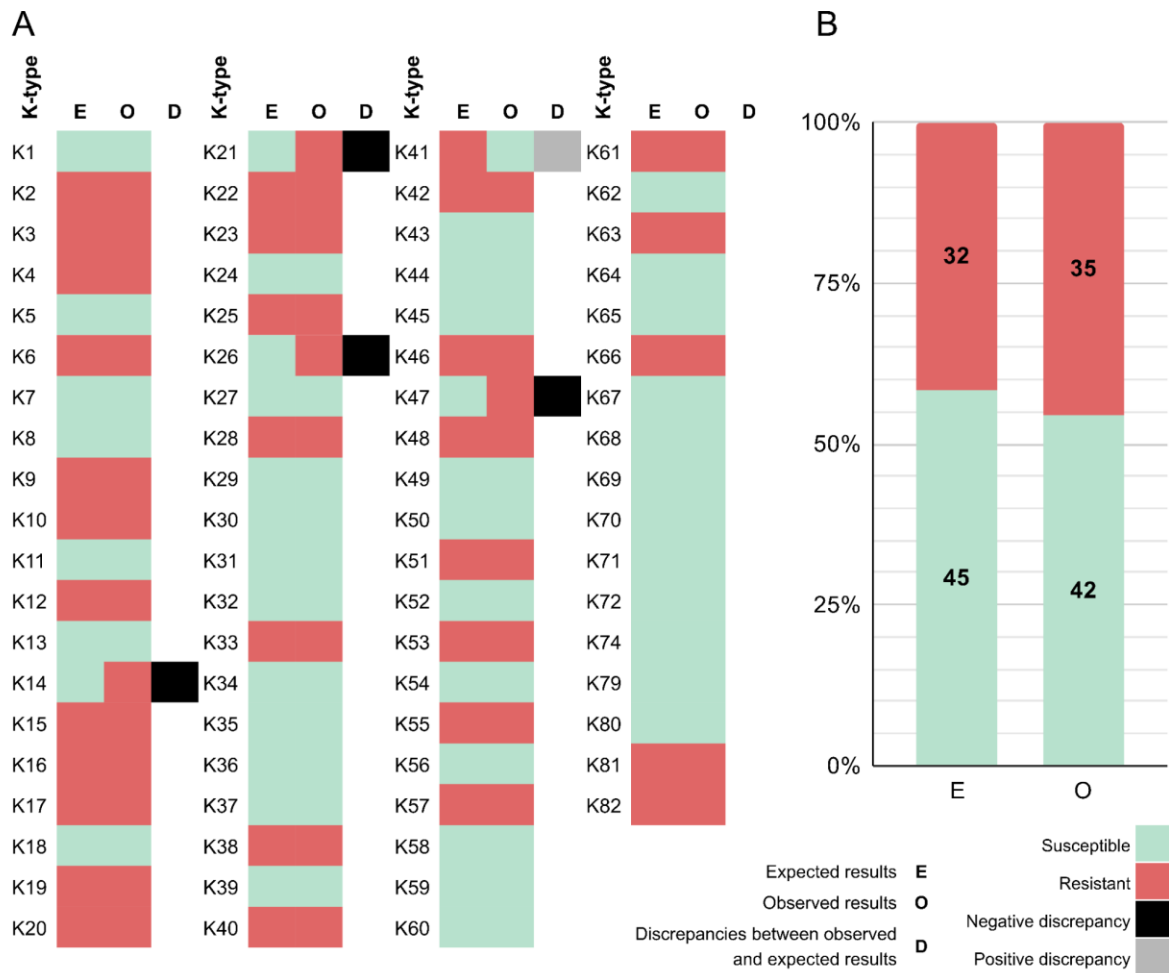 A
B
K-type E O D K-type E O D K-type E O D K-type E O D
K1 K21 K41 K61
K2 K22 K42 K62
K3 K23 K43 K63
K4 K24 K44 K64
K5 K25 K45 K65
K6 K26 K46 K66
K7 K27 K47 K67
K8 K28 K48 K68
K9 K29 K49 K69
K10 K30 K50 K70
K11 K31 K51 K71
K12 K32 K52 K72
K13 K33 K53 K74
K14 K34 K54 K79
K15 K35 K55 K80
K16 K36 K56 K81
K17 K37 K57 K82
K18 K38 K58
K19 K39 K59
K20 K40 K60
100%
75%
50%
25%
0%
32 35
45 42
E O
Expected results E
Observed results O
Discrepancies between observed
and expected results D
Susceptible
Resistant
Negative discrepancy
Positive discrepancy